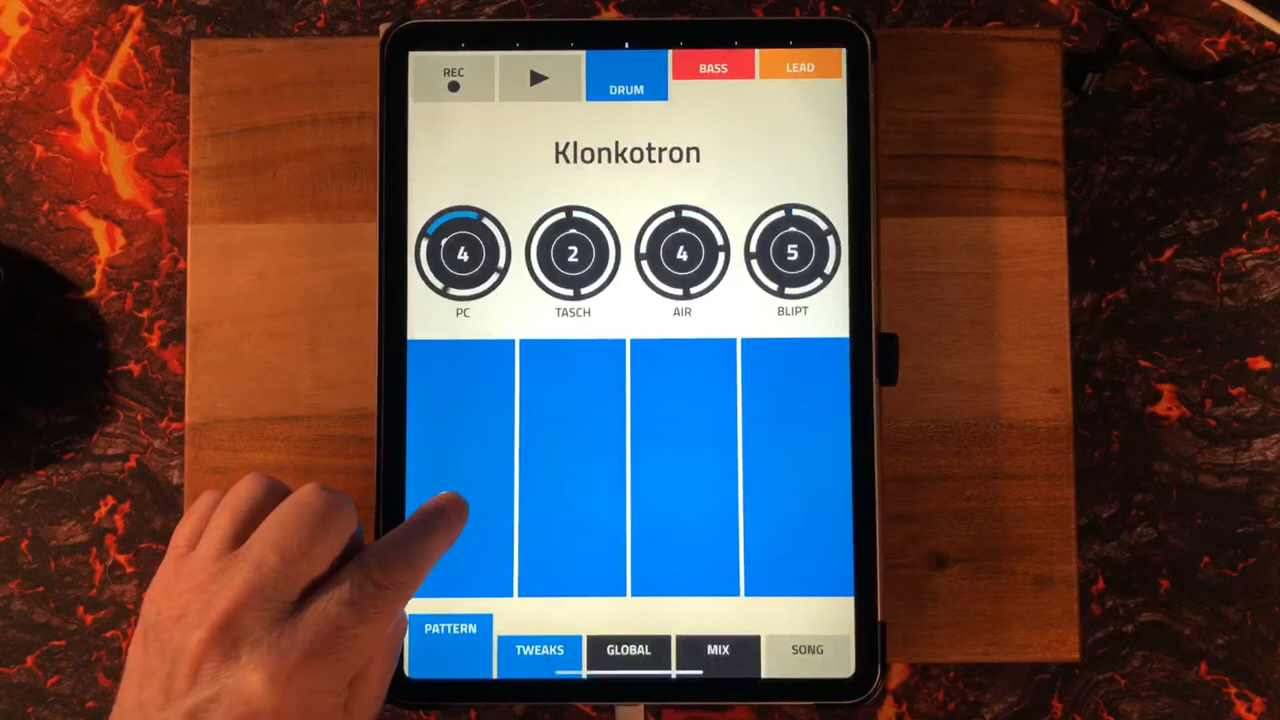 REC
DRUM
BASS
LEAD
Klonkotron
4
2
4
5
PC
TASCH
AIR
BLIPT
PATTERN
TWEAKS
GLOBAL
MIX
SONG